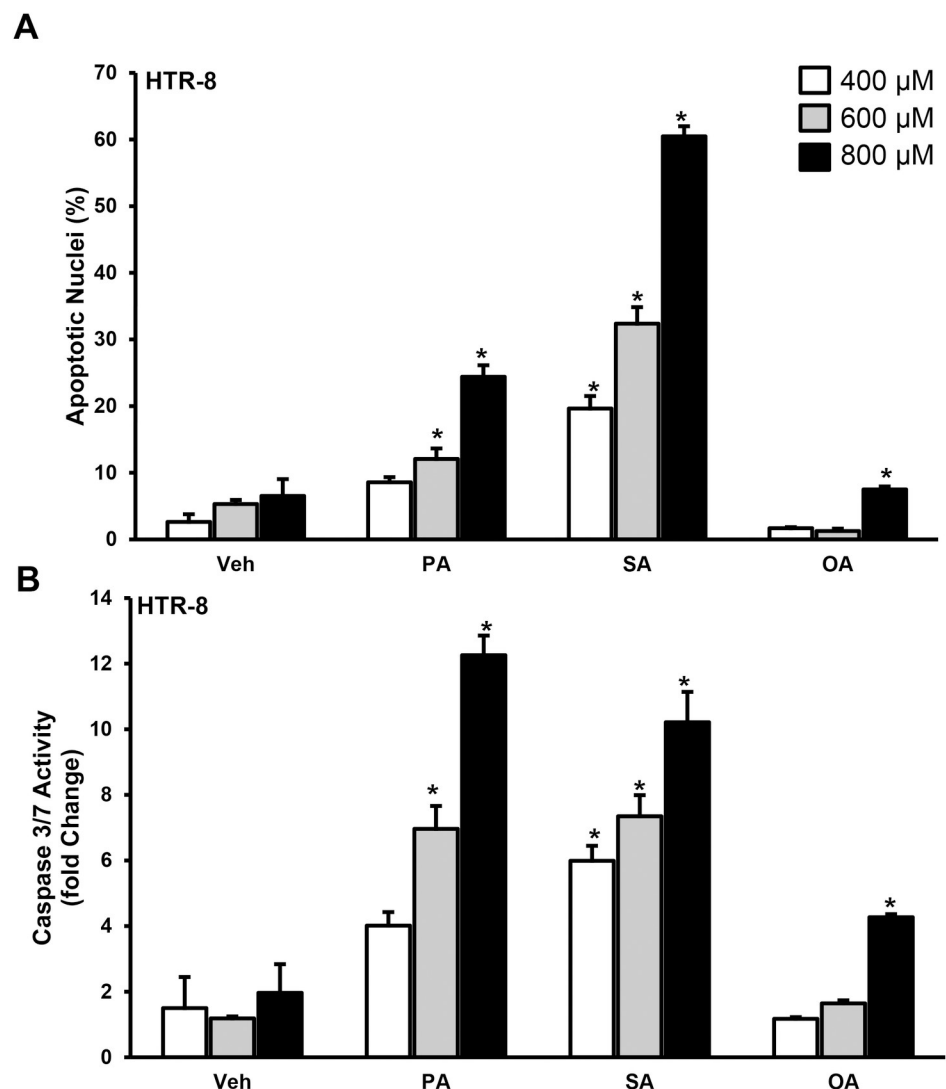 A
HTR-8
400 µM
600 µM
800 µM
Apoptotic Nuclei (%)
70
60
50
40
30
20
10
0
* * * * * *
Veh PA SA OA
B
HTR-8
Caspase 3/7 Activity
(fold Change)
14
12
10
8
6
4
2
0
* * * * * *
Veh PA SA OA